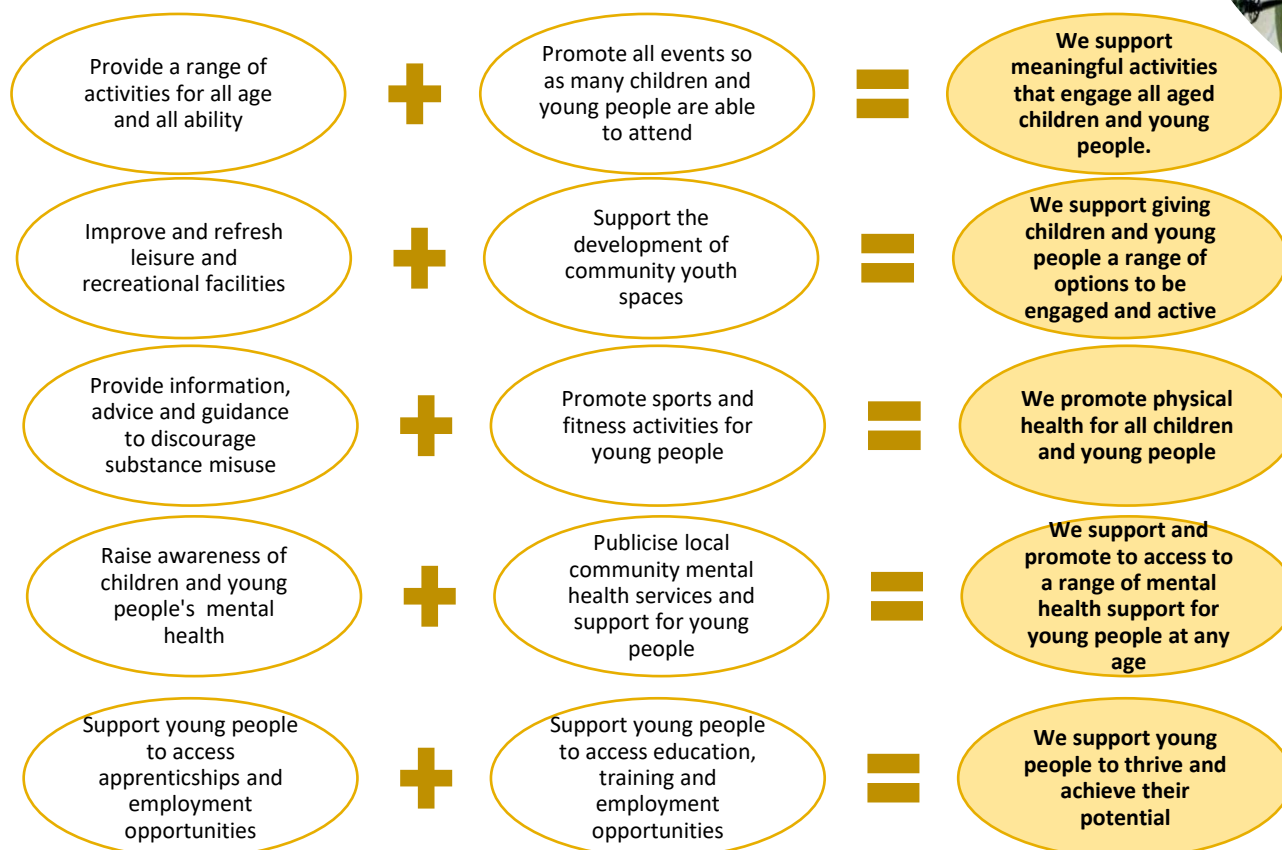 Provide a range of
activities for all age
and all ability
Promote all events so
as many children and
young people are able
to attend
We support
meaningful activities
that engage all aged
children and young
people.
Improve and refresh
leisure and
recreational facilities
Support the
development of
community youth
spaces
We support giving
children and young
people a range of
options to be
engaged and active
Provide information,
advice and guidance
to discourage
substance misuse
Promote sports and
fitness activities for
young people
We promote physical
health for all children
and young people
Raise awareness of
children and young
people's  mental
health
Publicise local
community mental
health services and
support for young
people
We support and
promote to access to
a range of mental
health support for
young people at any
age
Support young people
to access
apprenticships and
employment
opportunities
Support young people
to access education,
training and
employment
opportunities
We support young
people to thrive and
achieve their
potential